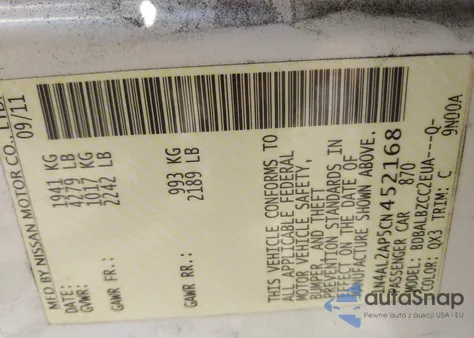 MFD BY NISSAN MOTOR CO., LTD.
DATE: 09/11
GVWR: 1941 KG
4279 LB
GAWR FR: 1017 KG
2242 LB
GAWR RR: 993 KG
2189 LB
THIS VEHICLE CONFORMS TO
ALL APPLICABLE FEDERAL
MOTOR VEHICLE SAFETY,
BUMPER, AND THEFT
PREVENTION STANDARDS IN
EFFECT ON THE DATE OF
MANUFACTURE SHOWN ABOVE.
1N4AL2AP5CN452168
PASSENGER CAR 870
MODEL: BDBALBZCC2EUA---Q-
COLOR: QX3 TRIM: C 9N00A
autoSnap
Pewne auta z aukcji USA i EU